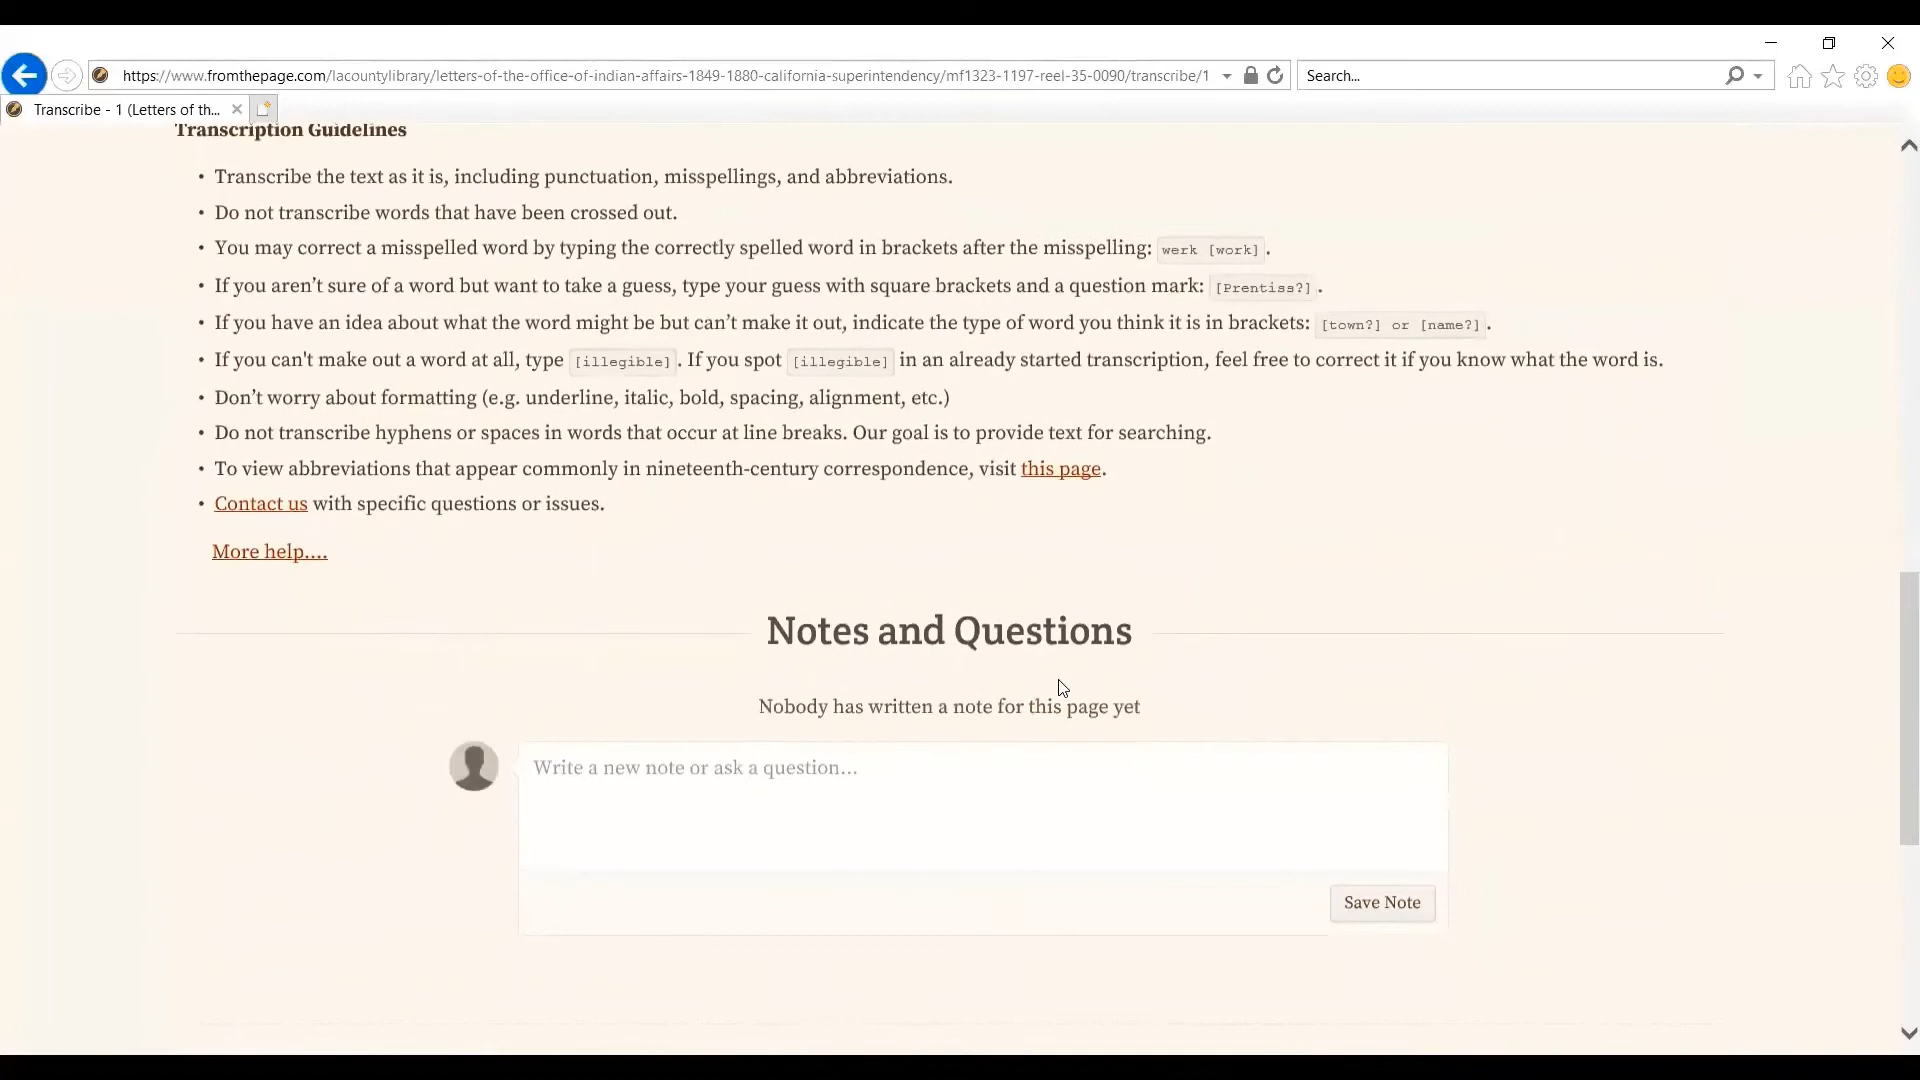 https://www.fromthepage.com/lacountylibrary/letters-of-the-office-of-indian-affairs-1849-1880-california-superintendency/mf1323-1197-reel-35-0090/transcribe/1
Search...
Transcribe - 1 (Letters of th...
Transcription Guidelines
• Transcribe the text as it is, including punctuation, misspellings, and abbreviations.
• Do not transcribe words that have been crossed out.
• You may correct a misspelled word by typing the correctly spelled word in brackets after the misspelling: werk [work] .
• If you aren’t sure of a word but want to take a guess, type your guess with square brackets and a question mark: [Prentiss?] .
• If you have an idea about what the word might be but can’t make it out, indicate the type of word you think it is in brackets: [town?] or [name?] .
• If you can't make out a word at all, type [illegible] . If you spot [illegible] in an already started transcription, feel free to correct it if you know what the word is.
• Don’t worry about formatting (e.g. underline, italic, bold, spacing, alignment, etc.)
• Do not transcribe hyphens or spaces in words that occur at line breaks. Our goal is to provide text for searching.
• To view abbreviations that appear commonly in nineteenth-century correspondence, visit this page.
• Contact us with specific questions or issues.
More help....
Notes and Questions
Nobody has written a note for this page yet
Write a new note or ask a question...
Save Note